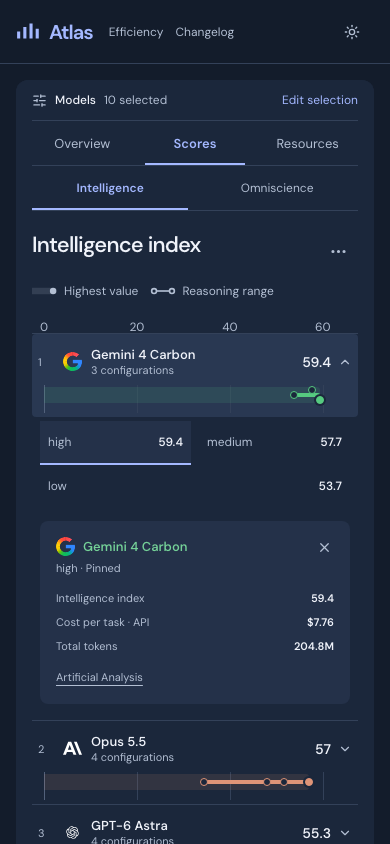 Atlas Efficiency Changelog
Models 10 selected Edit selection
Overview Scores Resources
Intelligence Omniscience
Intelligence index
Highest value Reasoning range
0 20 40 60
1 Gemini 4 Carbon 59.4
3 configurations
high 59.4 medium 57.7
low 53.7
Gemini 4 Carbon
high · Pinned
Intelligence index 59.4
Cost per task · API $7.76
Total tokens 204.8M
Artificial Analysis
2 Opus 5.5 57
4 configurations
3 GPT-6 Astra 55.3
4 configurations